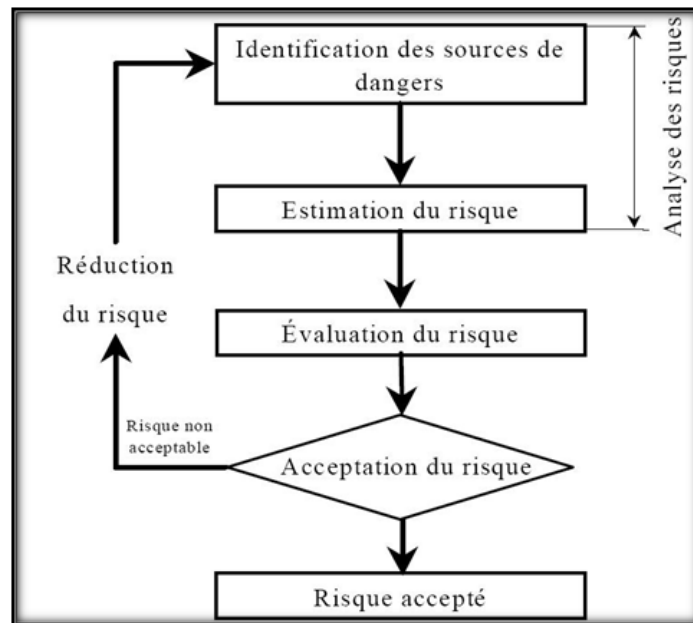 Identification des sources de
dangers
Analyse des risques
Estimation du risque
Réduction
du risque
Évaluation du risque
Risque non
acceptable
Acceptation du risque
Risque accepté